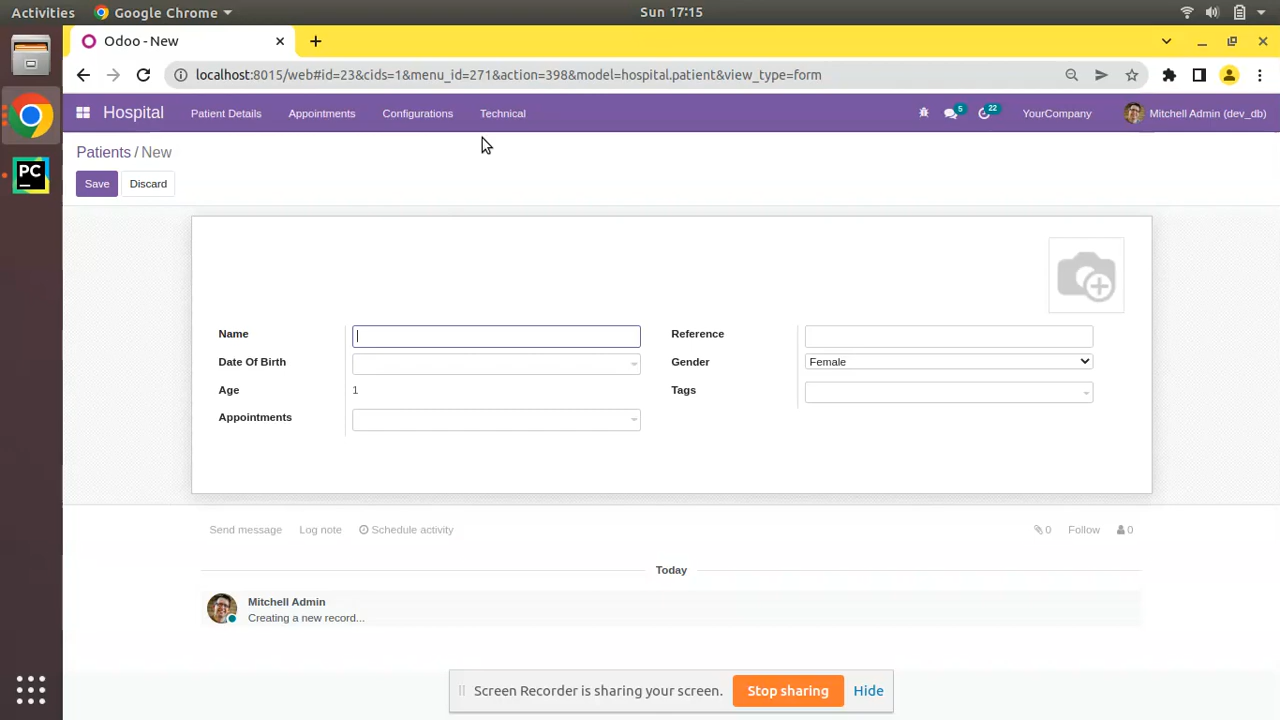 Activities Google Chrome Sun 17:15
Odoo - New
localhost:8015/web#id=23&cids=1&menu_id=271&action=398&model=hospital.patient&view_type=form
Hospital Patient Details Appointments Configurations Technical 5 22 YourCompany Mitchell Admin (dev_db)
PC
Patients / New
Save Discard
Name Reference
Date Of Birth Gender Female
Age 1 Tags
Appointments
Send message Log note Schedule activity 0 Follow 0
Today
Mitchell Admin
Creating a new record...
Screen Recorder is sharing your screen. Stop sharing Hide